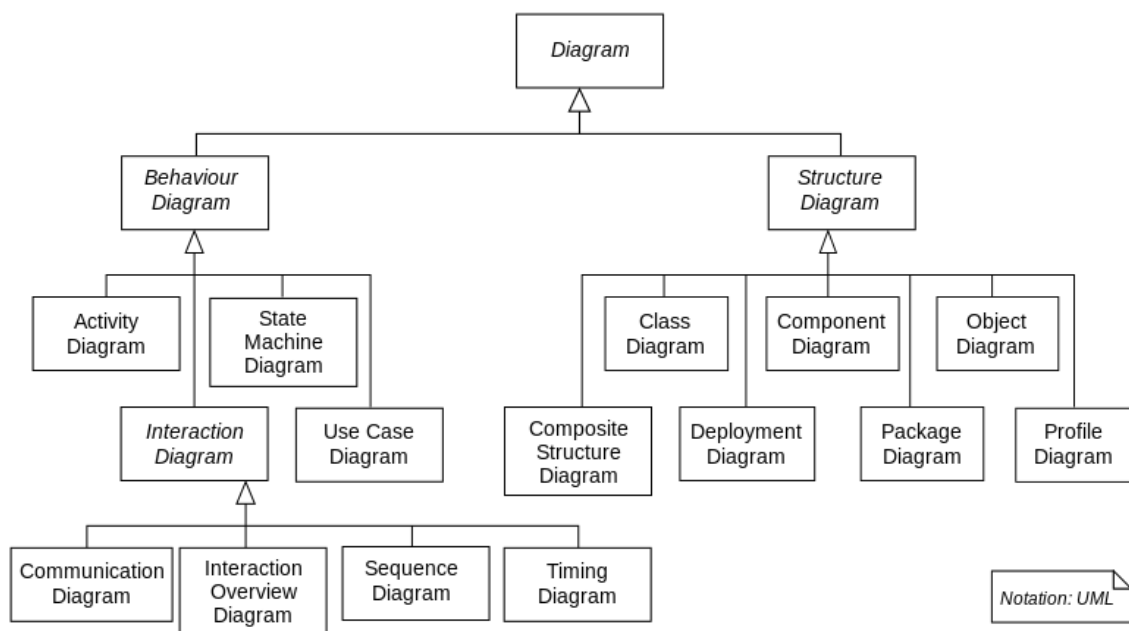 Diagram
Behaviour
Diagram
Structure
Diagram
Activity
Diagram
State
Machine
Diagram
Class
Diagram
Component
Diagram
Object
Diagram
Interaction
Diagram
Use Case
Diagram
Composite
Structure
Diagram
Deployment
Diagram
Package
Diagram
Profile
Diagram
Communication
Diagram
Interaction
Overview
Diagram
Sequence
Diagram
Timing
Diagram
Notation: UML